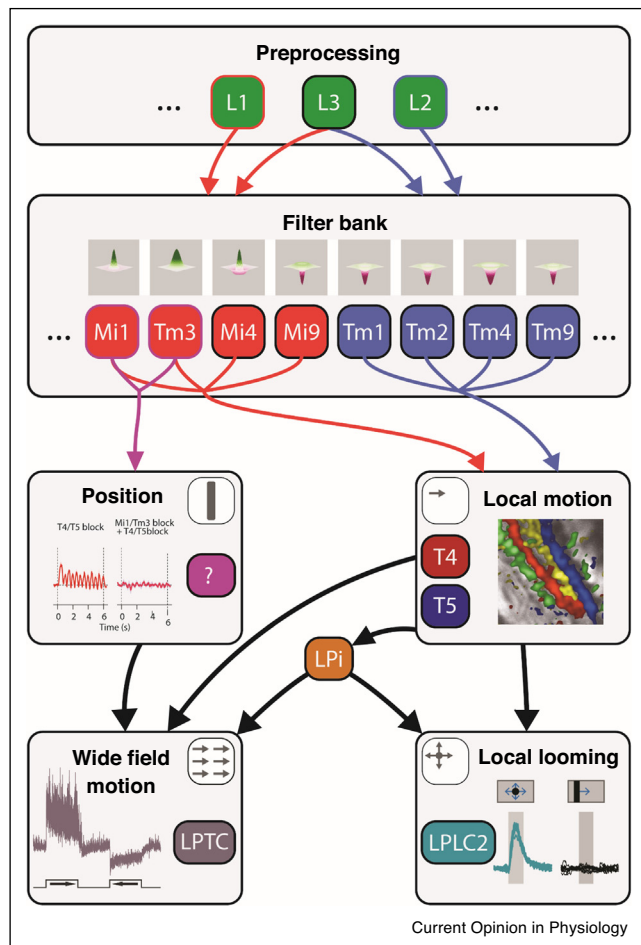 Preprocessing
... L1 L3 L2 ...
Filter bank
... Mi1 Tm3 Mi4 Mi9 Tm1 Tm2 Tm4 Tm9 ...
Position
T4/T5 block
Mi1/Tm3 block
+ T4/T5block
?
0 2 4 6
0 2 4 6
Time (s)
Local motion
T4
T5
LPi
Wide field
motion
LPTC
Local looming
LPLC2
Current Opinion in Physiology